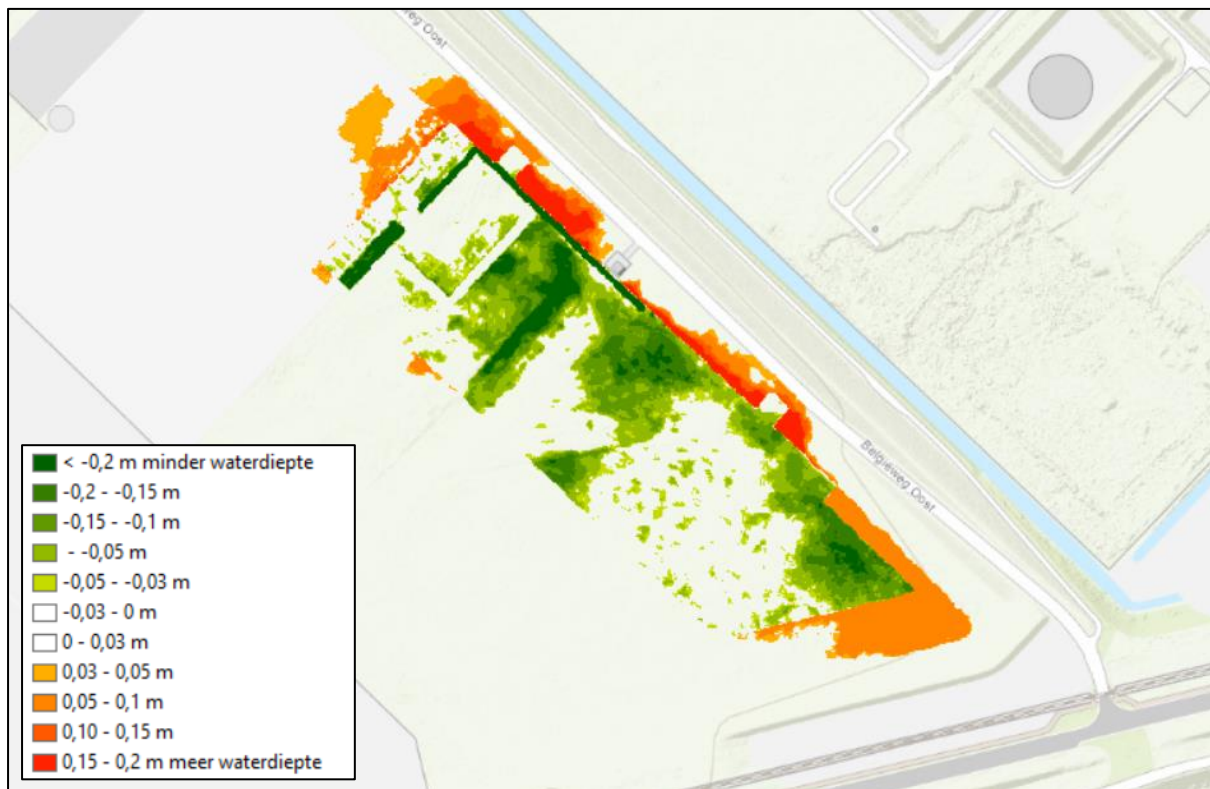 weg Oost
Belgiëweg Oost
< -0,2 m minder waterdiepte
-0,2 - -0,15 m
-0,15 - -0,1 m
- -0,05 m
-0,05 - -0,03 m
-0,03 - 0 m
0 - 0,03 m
0,03 - 0,05 m
0,05 - 0,1 m
0,10 - 0,15 m
0,15 - 0,2 m meer waterdiepte